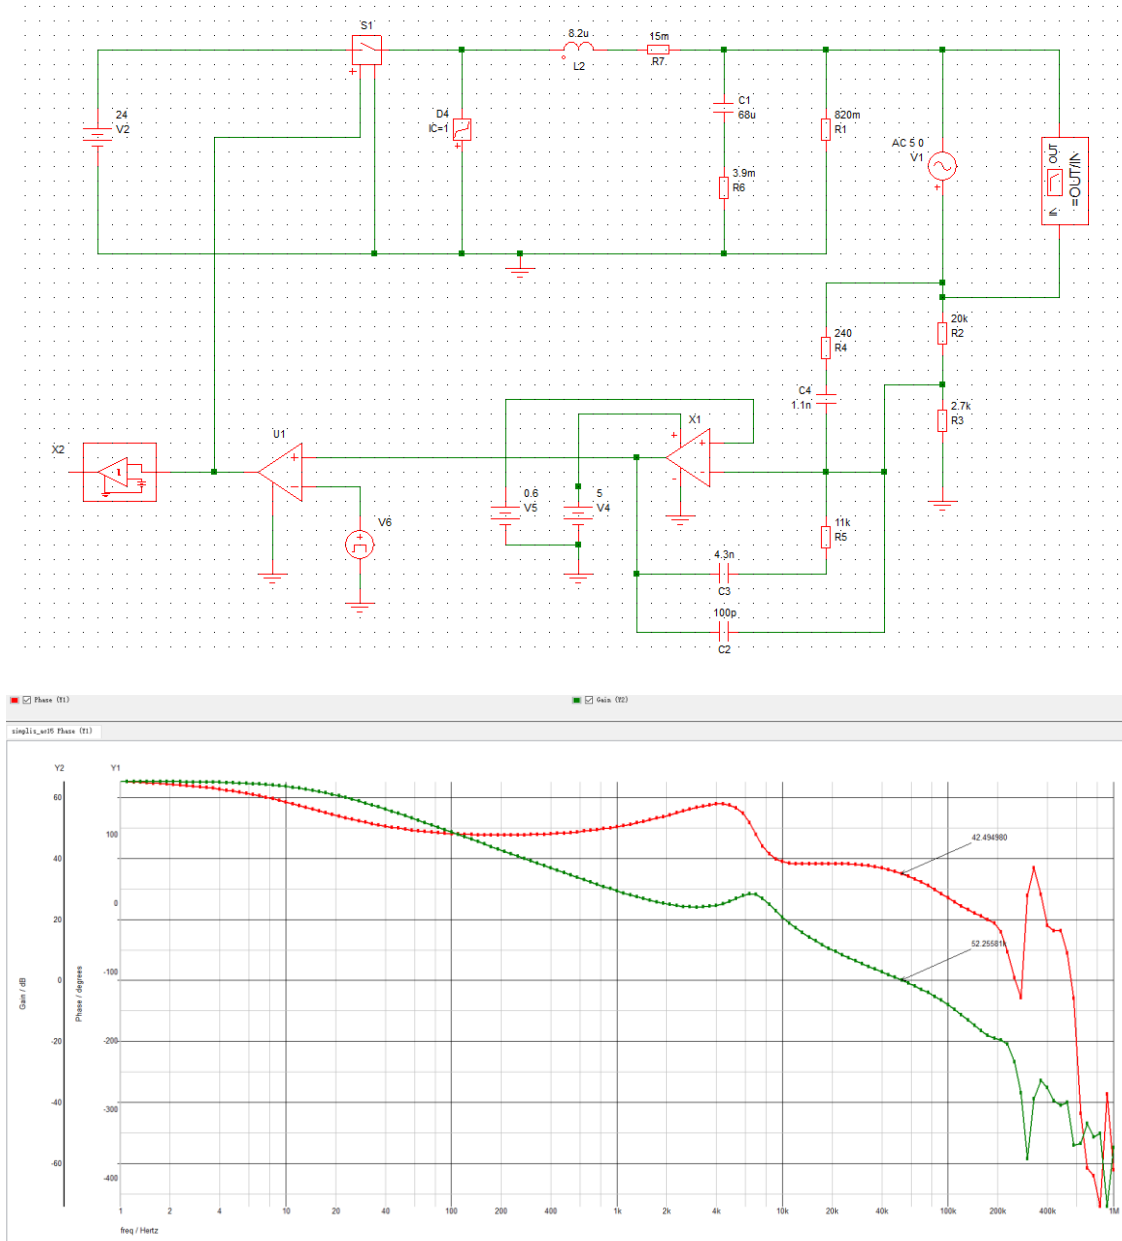 S1
8.2u
L2
15m
R7
24
V2
D4
IC=1
+
C1
68u
820m
R1
3.9m
R6
AC 5 0
V1
OUT
=OUT/IN
IN
240
R4
20k
R2
C4
1.1n
2.7k
R3
X2
U1
X1
0.6
V5
5
V4
V6
11k
R5
4.3n
C3
100p
C2
Phase (Y1)
Gain (Y2)
simplis_ac15 Phase (Y1)
Y2
Y1
60
40
20
0
-20
-40
-60
100
0
-100
-200
-300
-400
Gain / dB
Phase / degrees
42.494980
52.25581k
1
2
4
10
20
40
100
200
400
1k
2k
4k
10k
20k
40k
100k
200k
400k
1M
freq / Hertz